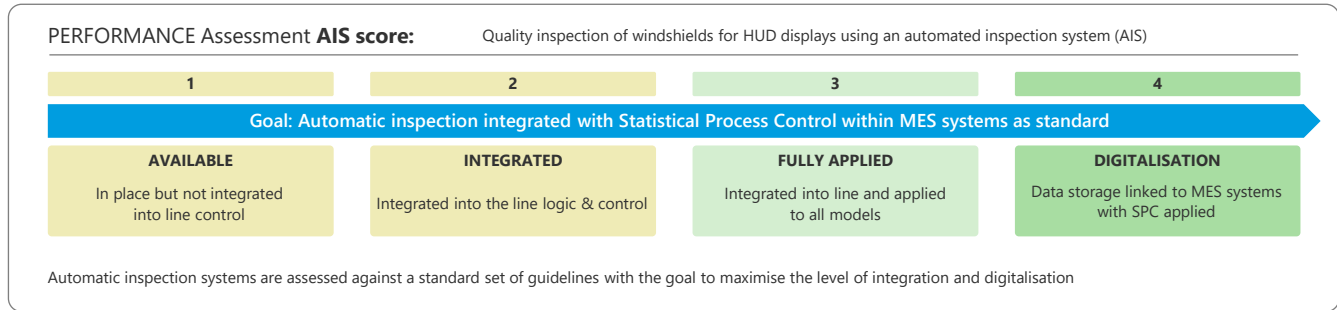 PERFORMANCE Assessment AIS score:
Quality inspection of windshields for HUD displays using an automated inspection system (AIS)
1
2
3
4
Goal: Automatic inspection integrated with Statistical Process Control within MES systems as standard
AVAILABLE
In place but not integrated
into line control
INTEGRATED
Integrated into the line logic & control
FULLY APPLIED
Integrated into line and applied
to all models
DIGITALISATION
Data storage linked to MES systems
with SPC applied
Automatic inspection systems are assessed against a standard set of guidelines with the goal to maximise the level of integration and digitalisation